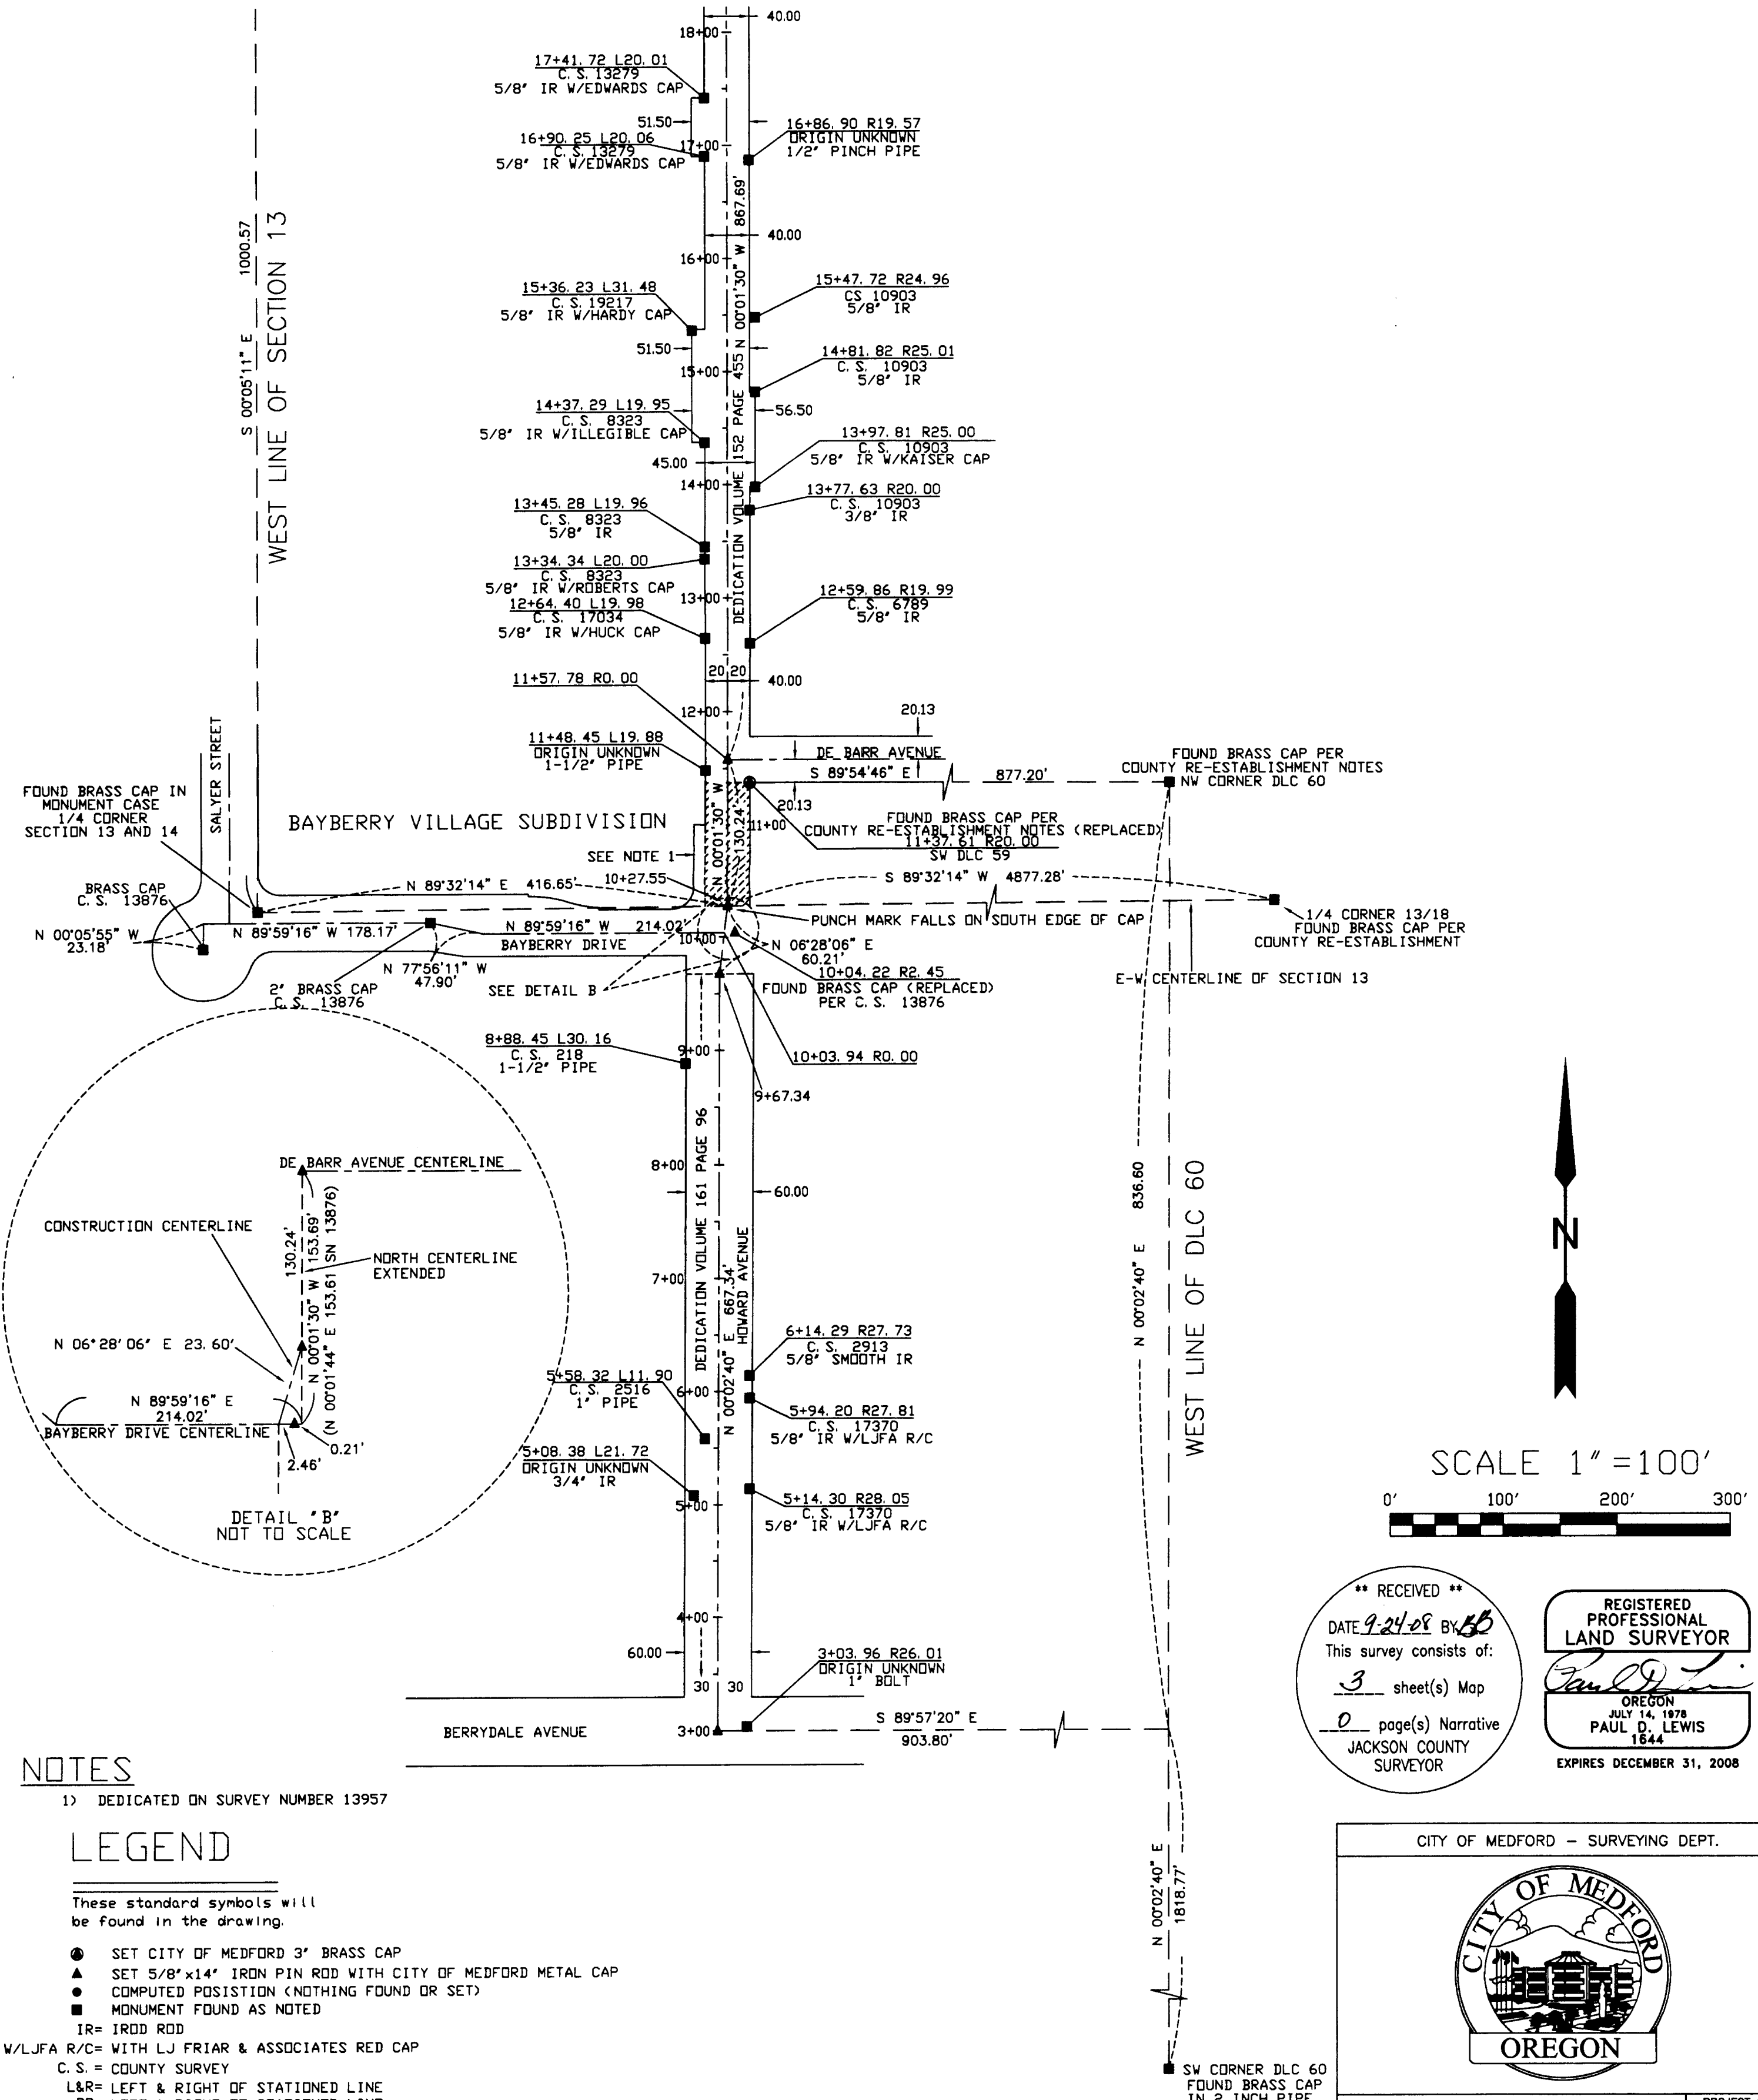 40.00
18+00
17+41. 72 L20. 01
C. S. 13279
5/8" IR W/EDWARDS CAP
51.50
16+90. 25 L20. 06
C. S. 13279
5/8" IR W/EDWARDS CAP
17+00
16+86. 90 R19. 57
ORIGIN UNKNOWN
1/2" PINCH PIPE
S 00°05'11" E 1000.57
WEST LINE OF SECTION 13
N 00°01'30" W 867.69'
DEDICATION VOLUME 152 PAGE 455
40.00
16+00
15+36. 23 L31. 48
C. S. 19217
5/8" IR W/HARDY CAP
15+47. 72 R24. 96
CS 10903
5/8" IR
51.50
15+00
14+81. 82 R25. 01
C. S. 10903
5/8" IR
14+37. 29 L19. 95
C. S. 8323
5/8" IR W/ILLEGIBLE CAP
56.50
13+97. 81 R25. 00
C. S. 10903
5/8" IR W/KAISER CAP
45.00
14+00
13+77. 63 R20. 00
C. S. 10903
3/8" IR
13+45. 28 L19. 96
C. S. 8323
5/8" IR
13+34. 34 L20. 00
C. S. 8323
5/8" IR W/ROBERTS CAP
13+00
12+64. 40 L19. 98
C. S. 17034
5/8" IR W/HUCK CAP
12+59. 86 R19. 99
C. S. 6789
5/8" IR
20 20
40.00
11+57. 78 R0. 00
12+00
20.13
11+48. 45 L19. 88
ORIGIN UNKNOWN
1-1/2" PIPE
DE BARR AVENUE
S 89°54'46" E 877.20'
20.13
FOUND BRASS CAP PER
COUNTY RE-ESTABLISHMENT NOTES
NW CORNER DLC 60
SALYER STREET
FOUND BRASS CAP IN
MONUMENT CASE
1/4 CORNER
SECTION 13 AND 14
BAYBERRY VILLAGE SUBDIVISION
N 00°01'30" W
130.24'
11+00
FOUND BRASS CAP PER
COUNTY RE-ESTABLISHMENT NOTES (REPLACED)
11+37. 61 R20. 00
SW DLC 59
SEE NOTE 1
10+27.55
N 89°32'14" E 416.65'
S 89°32'14" W 4877.28'
BRASS CAP
C. S. 13876
PUNCH MARK FALLS ON SOUTH EDGE OF CAP
1/4 CORNER 13/18
FOUND BRASS CAP PER
COUNTY RE-ESTABLISHMENT
N 00°05'55" W
23.18'
N 89°59'16" W 178.17'
N 89°59'16" W 214.02'
BAYBERRY DRIVE
10+00
N 06°28'06" E
60.21'
N 77°56'11" W
47.90'
2" BRASS CAP
C. S. 13876
SEE DETAIL B
10+04. 22 R2. 45
FOUND BRASS CAP (REPLACED)
PER C. S. 13876
E-W CENTERLINE OF SECTION 13
8+88. 45 L30. 16
C. S. 218
1-1/2" PIPE
9+00
10+03. 94 R0. 00
9+67.34
DEDICATION VOLUME 161 PAGE 96
8+00
60.00
N 00°02'40" E 836.60
WEST LINE OF DLC 60
N
DE BARR AVENUE CENTERLINE
CONSTRUCTION CENTERLINE
130.24'
N 00°01'30" W 153.69'
(N 00°01'44" E 153.61 SN 13876)
NORTH CENTERLINE
EXTENDED
N 06°28'06" E 23.60'
N 89°59'16" E
214.02'
BAYBERRY DRIVE CENTERLINE
0.21'
2.46'
DETAIL "B"
NOT TO SCALE
7+00
HOWARD AVENUE
N 00°02'40" E 667.34'
6+14. 29 R27. 73
C. S. 2913
5/8" SMOOTH IR
5+58. 32 L11. 90
C. S. 2516
1" PIPE
6+00
5+94. 20 R27. 81
C. S. 17370
5/8" IR W/LJFA R/C
5+08. 38 L21. 72
ORIGIN UNKNOWN
3/4" IR
5+00
5+14. 30 R28. 05
C. S. 17370
5/8" IR W/LJFA R/C
4+00
60.00
3+03. 96 R26. 01
ORIGIN UNKNOWN
1" BOLT
30 30
BERRYDALE AVENUE
3+00
S 89°57'20" E
903.80'
N 00°02'40" E
1818.77'
SW CORNER DLC 60
FOUND BRASS CAP
IN 2 INCH PIPE
SCALE 1"=100'
0' 100' 200' 300'
** RECEIVED **
DATE 9-24-08 BY BB
This survey consists of:
3 sheet(s) Map
0 page(s) Narrative
JACKSON COUNTY
SURVEYOR
REGISTERED
PROFESSIONAL
LAND SURVEYOR
OREGON
JULY 14, 1978
PAUL D. LEWIS
1644
EXPIRES DECEMBER 31, 2008
NOTES
1) DEDICATED ON SURVEY NUMBER 13957
LEGEND
These standard symbols will
be found in the drawing.
SET CITY OF MEDFORD 3" BRASS CAP
SET 5/8"x14" IRON PIN ROD WITH CITY OF MEDFORD METAL CAP
COMPUTED POSISTION (NOTHING FOUND OR SET)
MONUMENT FOUND AS NOTED
IR= IROD ROD
W/LJFA R/C= WITH LJ FRIAR & ASSOCIATES RED CAP
C. S. = COUNTY SURVEY
L&R= LEFT & RIGHT OF STATIONED LINE
CITY OF MEDFORD – SURVEYING DEPT.
CITY OF MEDFORD
OREGON